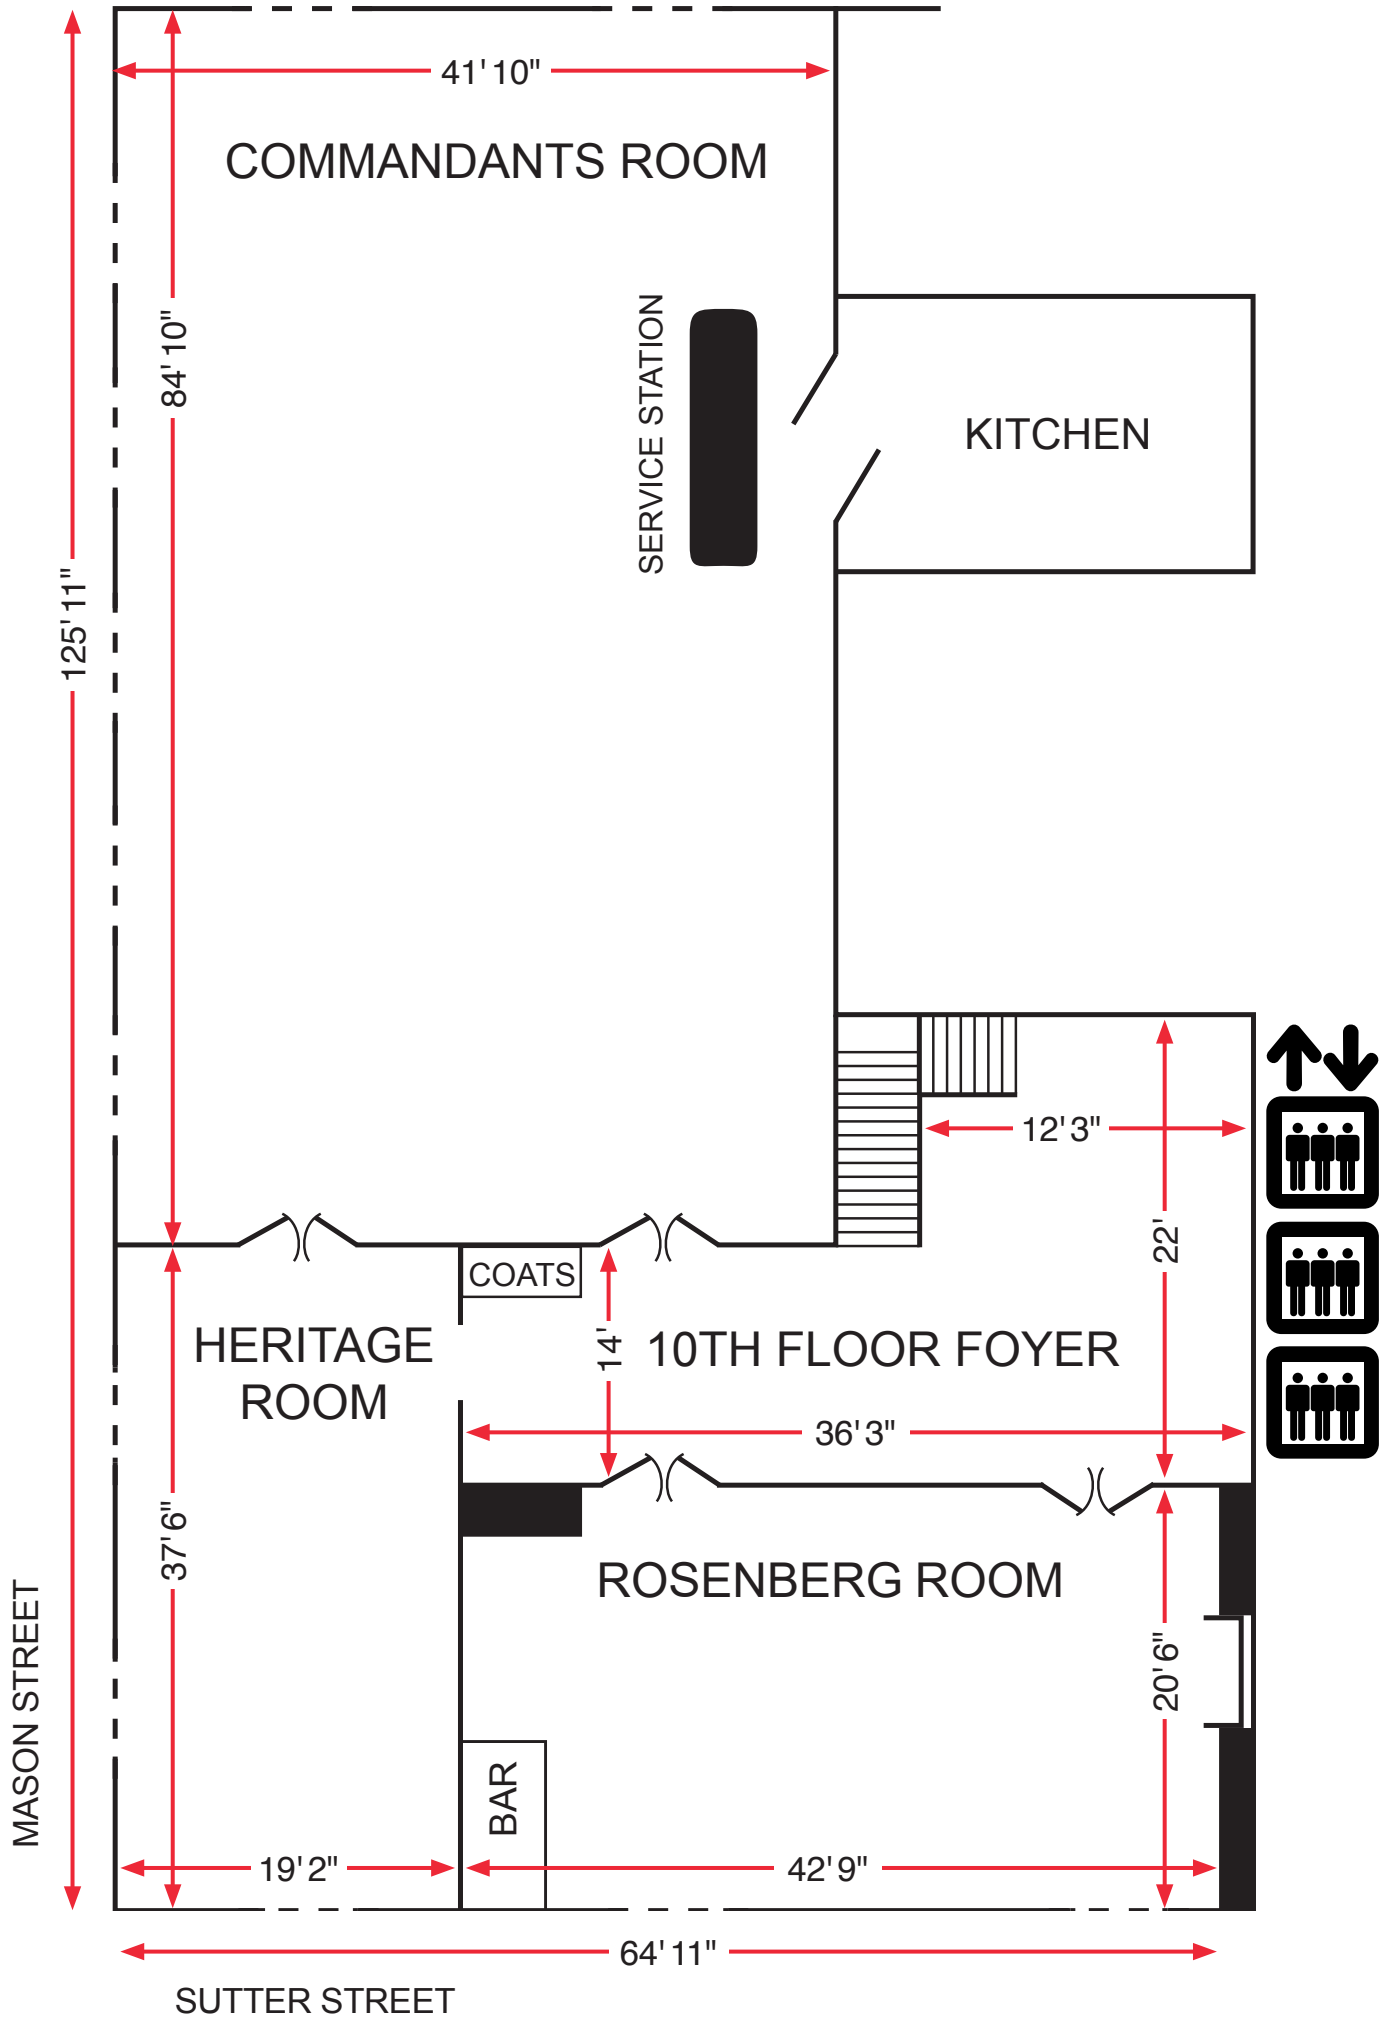 41' 10"
COMMANDANTS ROOM
84' 10"
SERVICE STATION
KITCHEN
125' 11"
12' 3"
22'
COATS
HERITAGE
ROOM
14'
10TH FLOOR FOYER
36' 3"
37' 6"
ROSENBERG ROOM
20' 6"
MASON STREET
BAR
19' 2"
42' 9"
64' 11"
SUTTER STREET